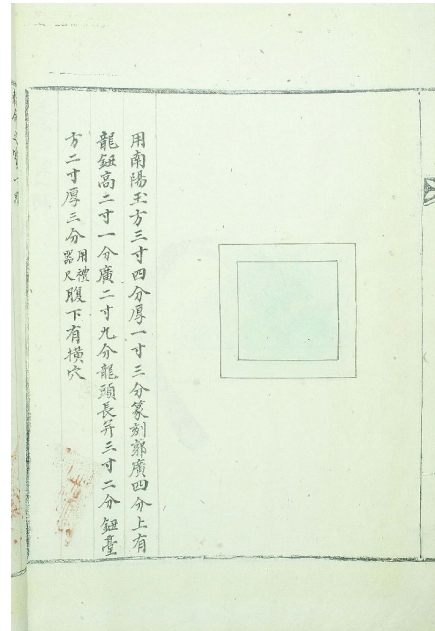 用南陽玉方三寸四分厚一寸三分篆刻郭廣四分上有
龍鈕高二寸一分廣二寸九分龍頭長并三寸二分鈕臺
方二寸厚三分用禮器尺腹下有橫穴